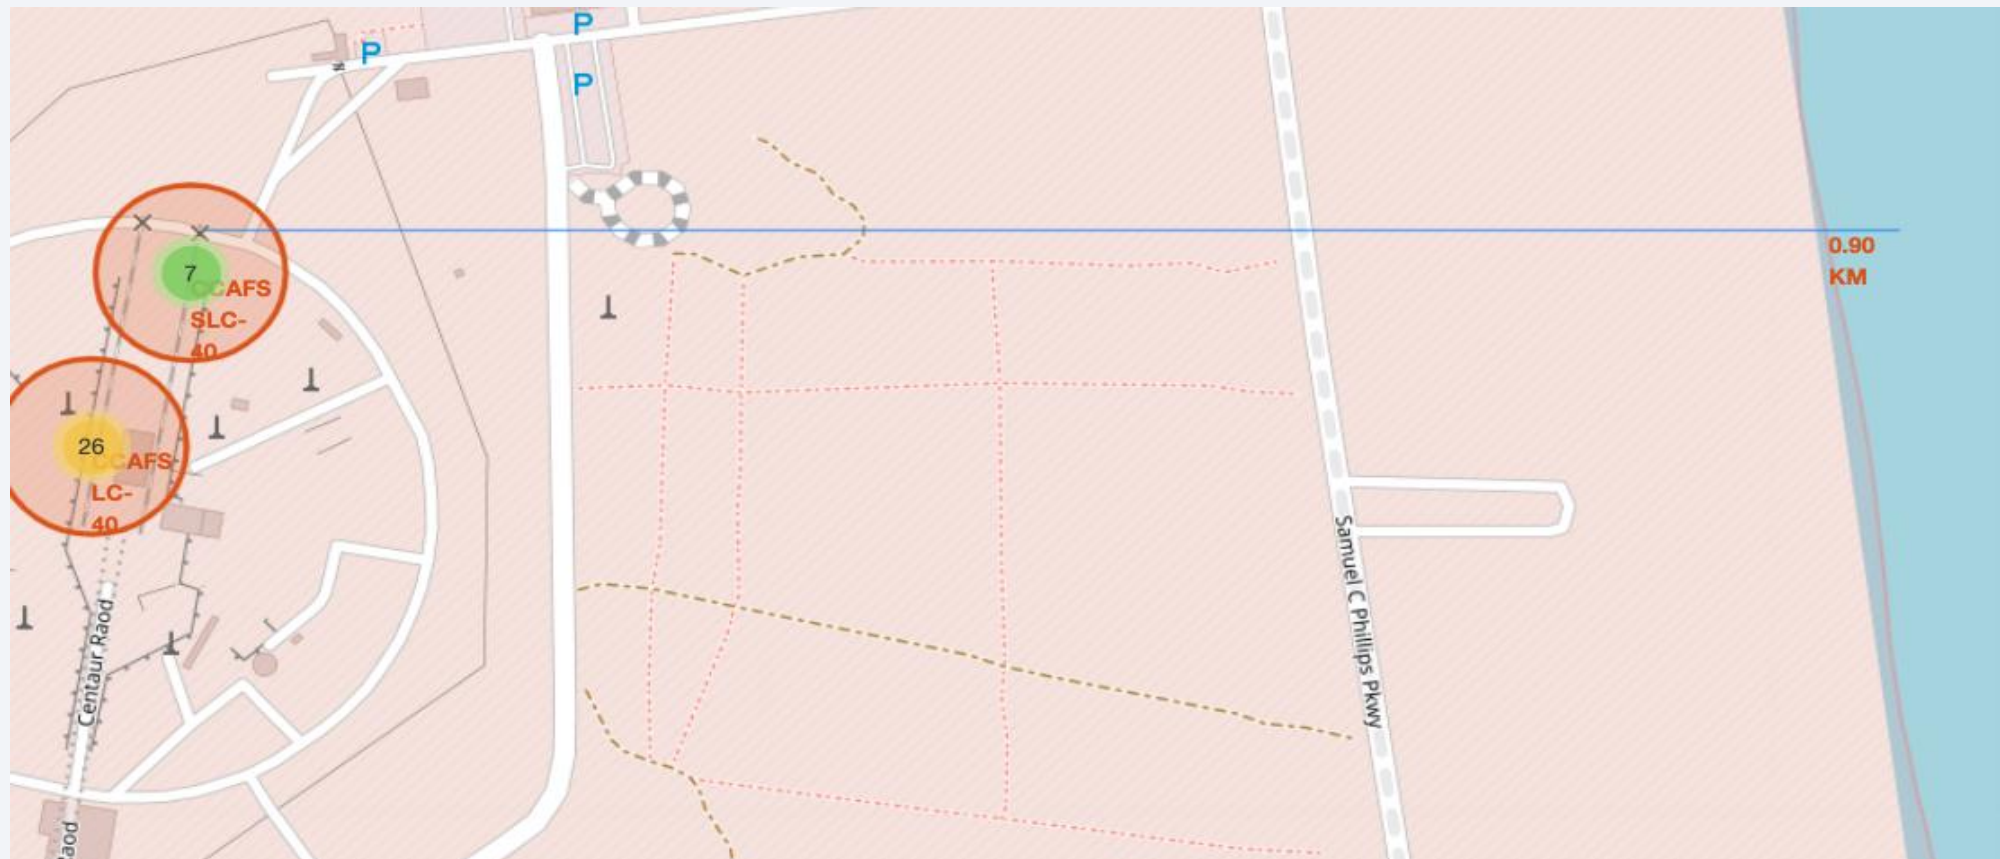 P
P
P
7
CCAFS
SLC-
40
0.90
KM
26
CCAFS
LC-
40
Samuel C Phillips Pkwy
Centaur Raod
Raod